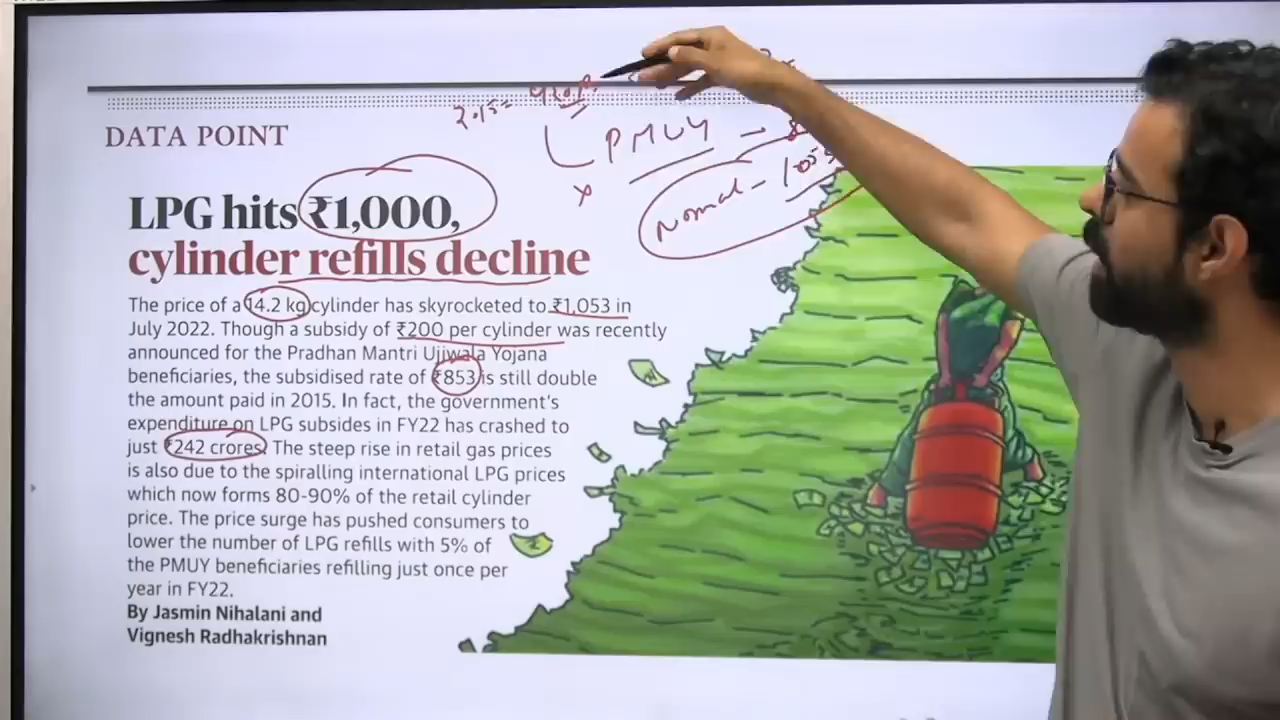 DATA POINT
PMUY -
x
Normal - 1053
LPG hits ₹1,000,
cylinder refills decline
The price of a 14.2 kg cylinder has skyrocketed to ₹1,053 in
July 2022. Though a subsidy of ₹200 per cylinder was recently
announced for the Pradhan Mantri Ujjwala Yojana
beneficiaries, the subsidised rate of ₹853 is still double
the amount paid in 2015. In fact, the government's
expenditure on LPG subsides in FY22 has crashed to
just ₹242 crores. The steep rise in retail gas prices
is also due to the spiralling international LPG prices
which now forms 80-90% of the retail cylinder
price. The price surge has pushed consumers to
lower the number of LPG refills with 5% of
the PMUY beneficiaries refilling just once per
year in FY22.
By Jasmin Nihalani and
Vignesh Radhakrishnan